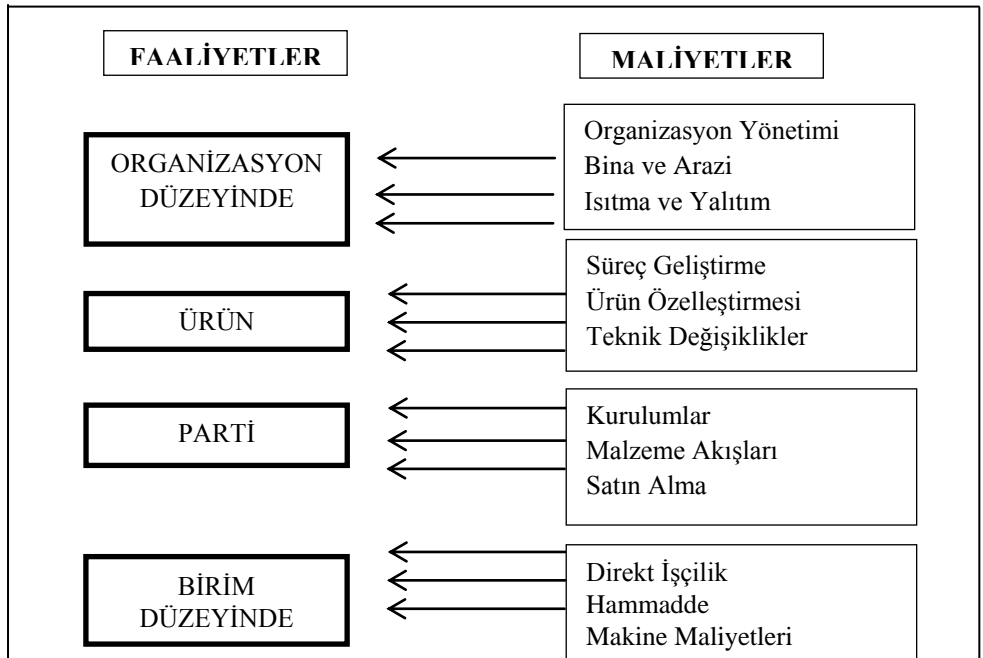 FAALİYETLER
MALİYETLER
ORGANİZASYON
DÜZEYİNDE
Organizasyon Yönetimi
Bina ve Arazi
Isıtma ve Yalıtım
ÜRÜN
Süreç Geliştirme
Ürün Özelleştirmesi
Teknik Değişiklikler
PARTİ
Kurulumlar
Malzeme Akışları
Satın Alma
BİRİM
DÜZEYİNDE
Direkt İşçilik
Hammadde
Makine Maliyetleri